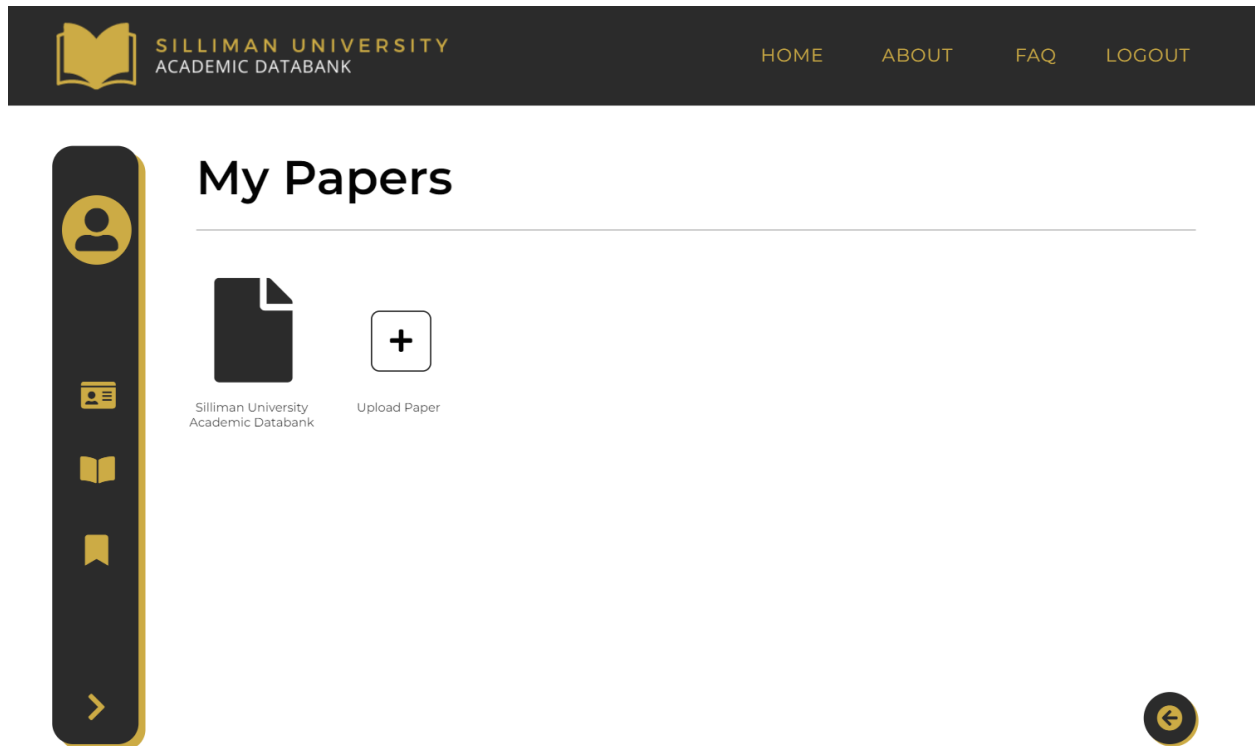 SILLIMAN UNIVERSITY
ACADEMIC DATABANK
HOME
ABOUT
FAQ
LOGOUT
My Papers
Silliman University
Academic Databank
Upload Paper